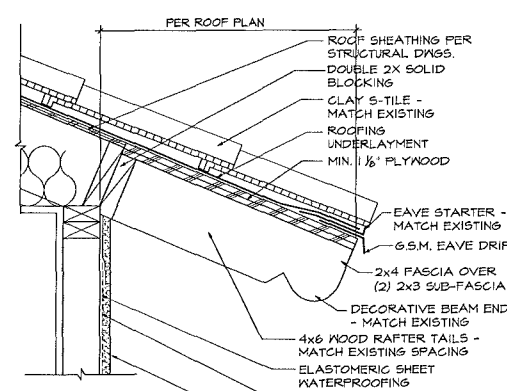 PER ROOF PLAN
ROOF SHEATHING PER
STRUCTURAL DWGS.
DOUBLE 2X SOLID
BLOCKING
CLAY S-TILE -
MATCH EXISTING
ROOFING
UNDERLAYMENT
MIN. 1 1/8" PLYWOOD
EAVE STARTER -
MATCH EXISTING
G.S.M. EAVE DRIP
2x4 FASCIA OVER
(2) 2x3 SUB-FASCIA
DECORATIVE BEAM END
- MATCH EXISTING
4x6 WOOD RAFTER TAILS -
MATCH EXISTING SPACING
ELASTOMERIC SHEET
WATERPROOFING